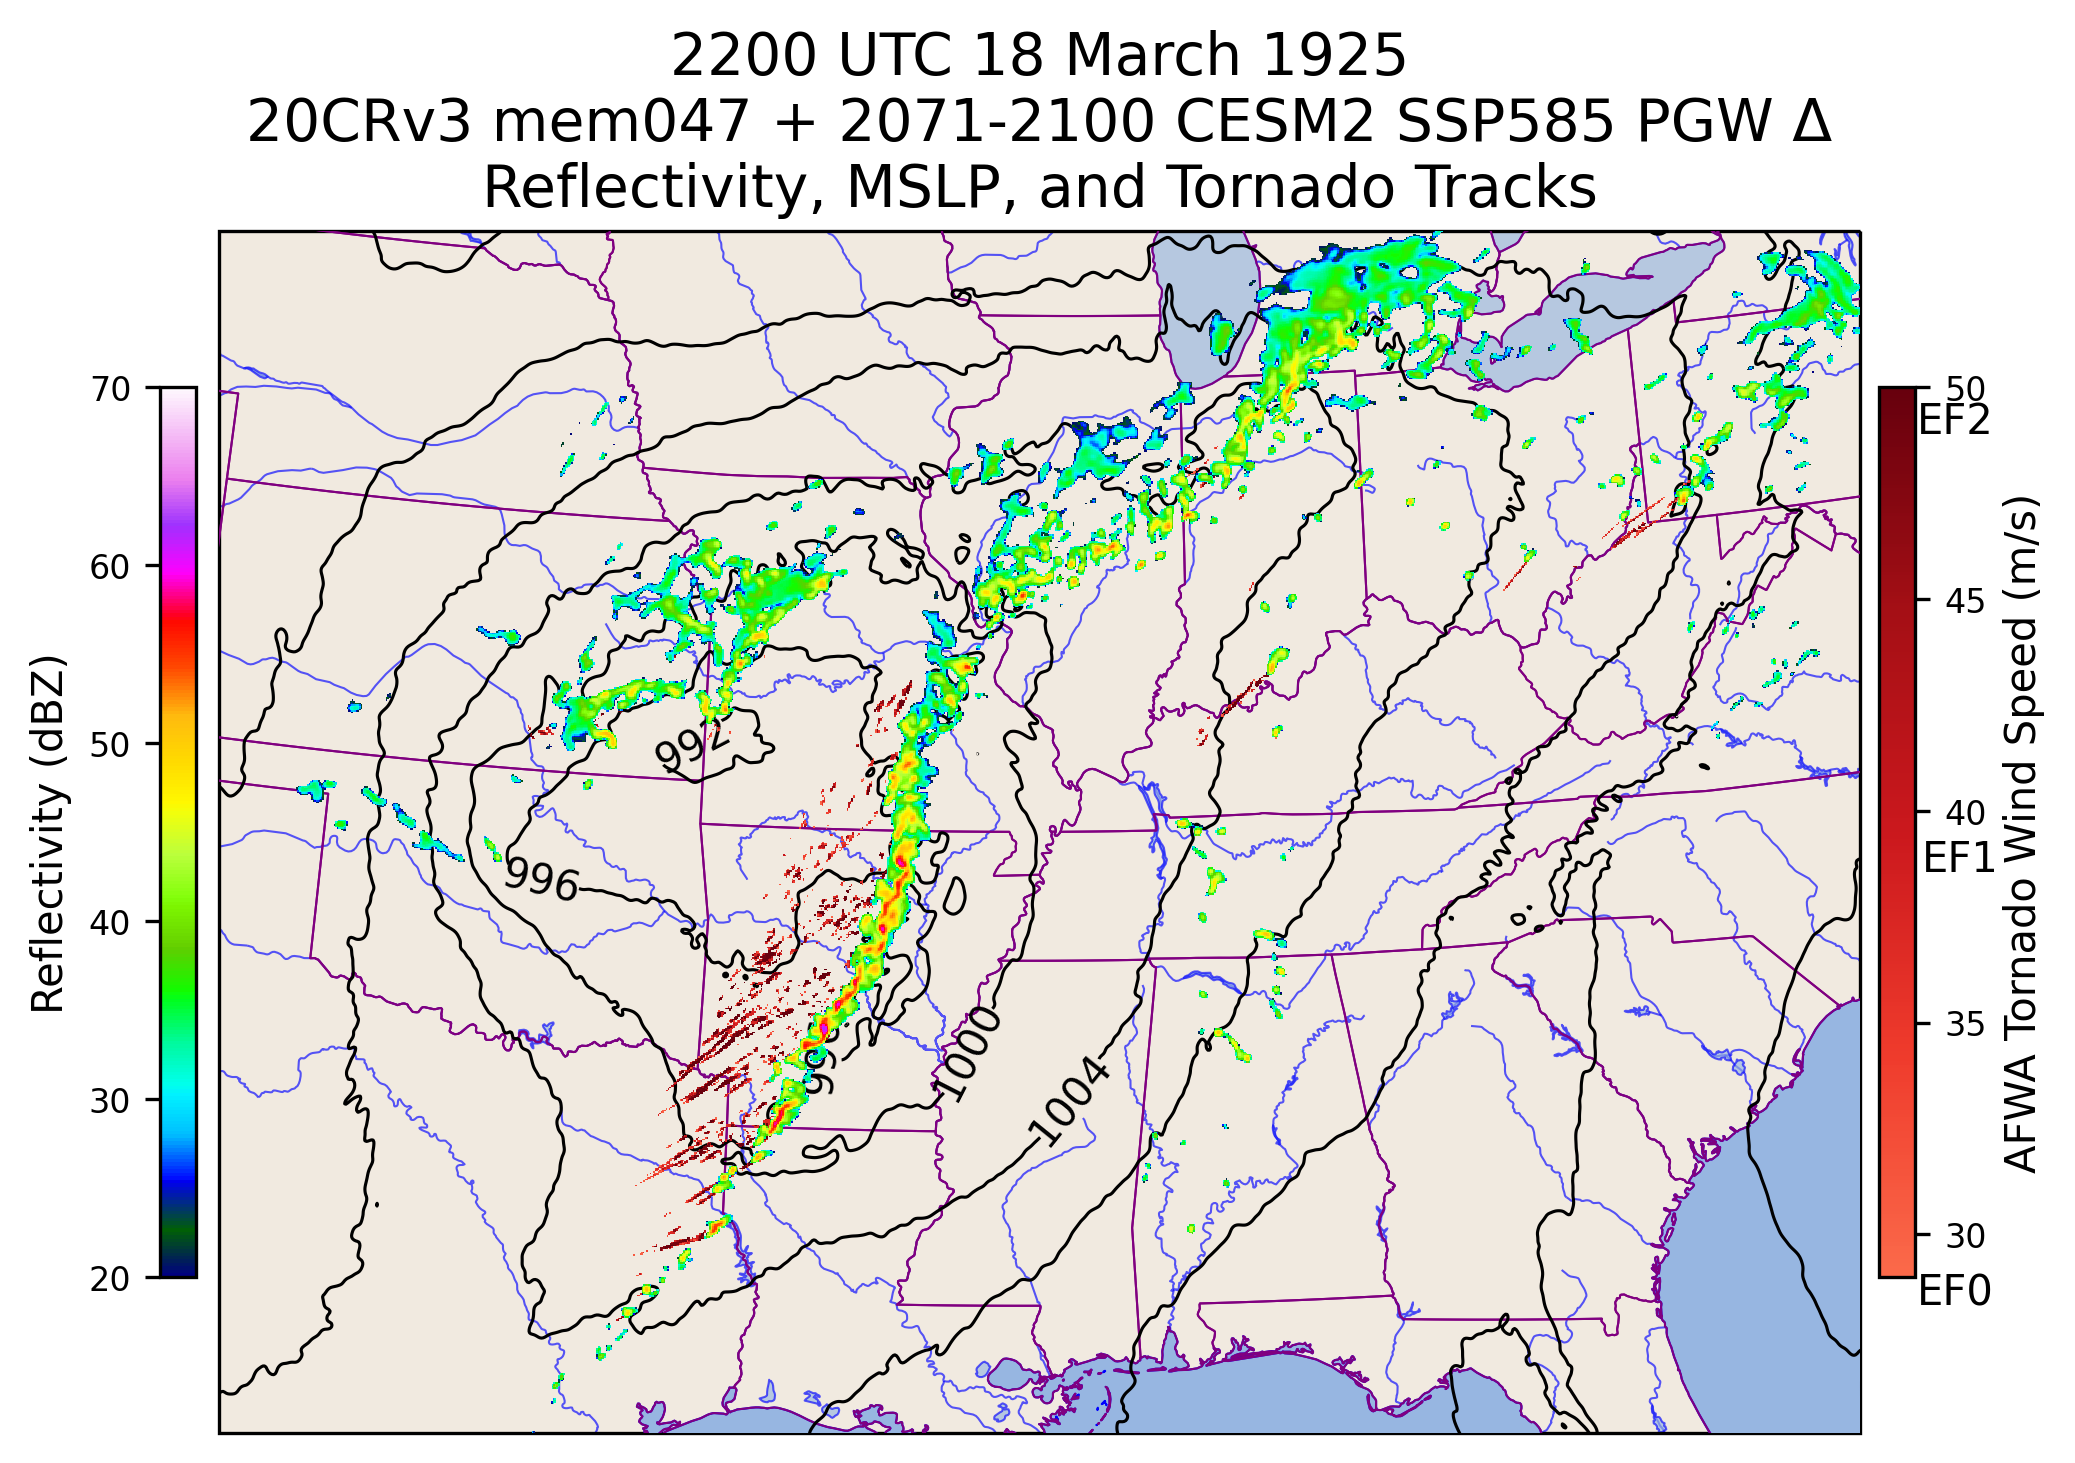 2200 UTC 18 March 1925
20CRv3 mem047 + 2071-2100 CESM2 SSP585 PGW Δ
Reflectivity, MSLP, and Tornado Tracks
Reflectivity (dBZ)
70
60
50
40
30
20
992
996
1000
1004
50
EF2
45
40
EF1
35
30
EF0
AFWA Tornado Wind Speed (m/s)